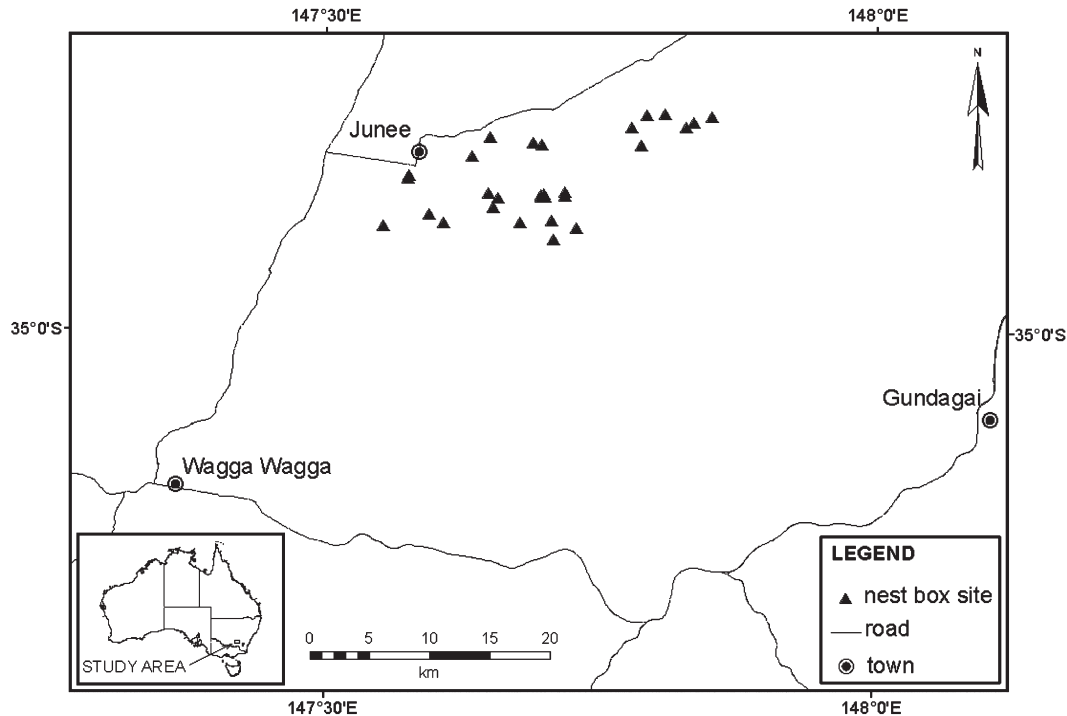 147°30'E 148°0'E
N
Junee
35°0'S 35°0'S
Gundagai
Wagga Wagga
LEGEND
nest box site
road
town
0 5 10 15 20
km
STUDY AREA
147°30'E 148°0'E